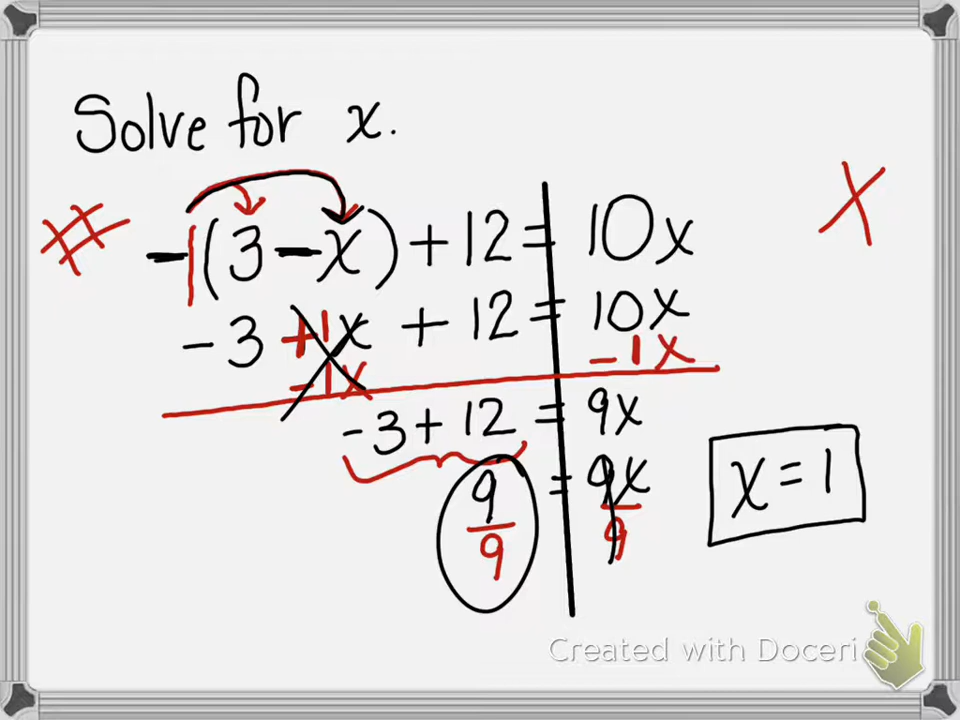 Solve for x.
# -1(3 - x) + 12 = 10x X
-3 +1x + 12 = 10x
-1x -1x
-3 + 12 = 9x
9/9 = 9x/9
x = 1
Created with Doceri